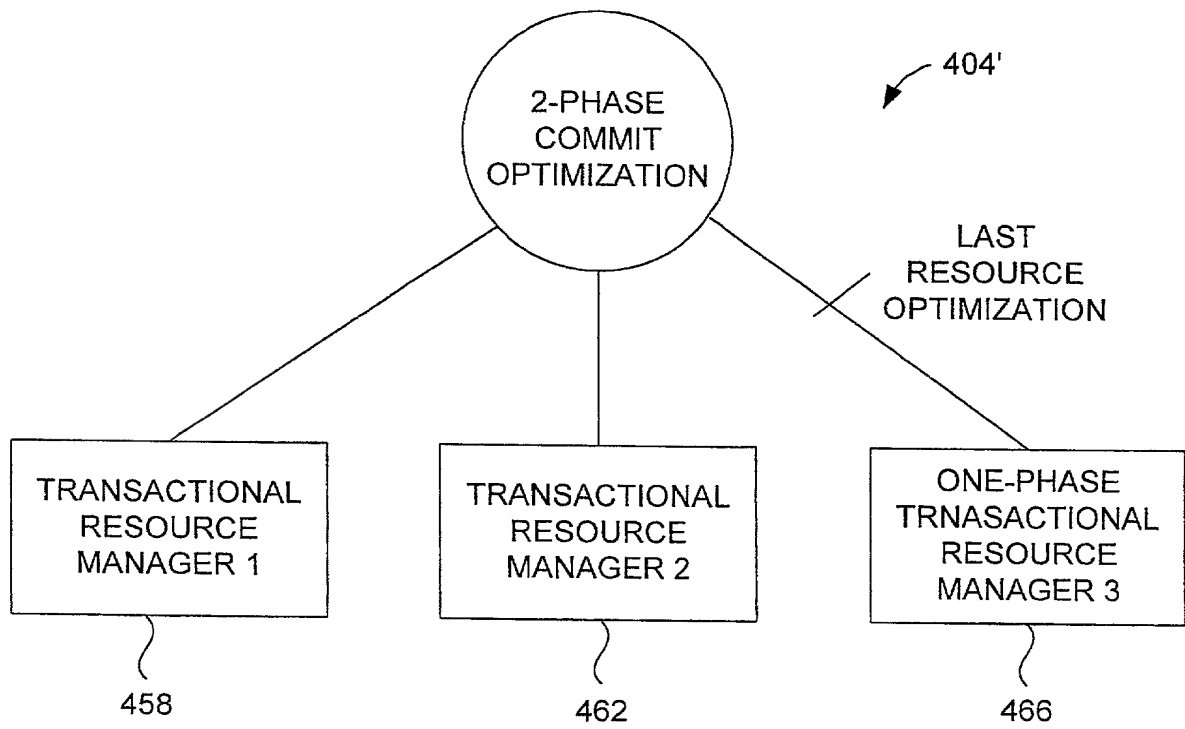 2-PHASE
COMMIT
OPTIMIZATION
404'
LAST
RESOURCE
OPTIMIZATION
TRANSACTIONAL
RESOURCE
MANAGER 1
TRANSACTIONAL
RESOURCE
MANAGER 2
ONE-PHASE
TRNASACTIONAL
RESOURCE
MANAGER 3
458
462
466